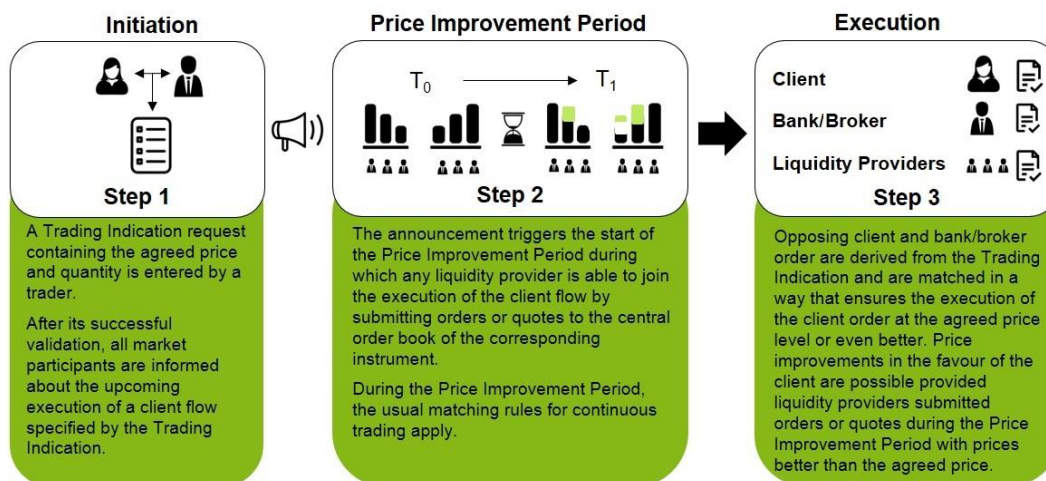 Initiation
Step 1
A Trading Indication request
containing the agreed price
and quantity is entered by a
trader.
After its successful
validation, all market
participants are informed
about the upcoming
execution of a client flow
specified by the Trading
Indication.
Price Improvement Period
T0
T1
Step 2
The announcement triggers the start of
the Price Improvement Period during
which any liquidity provider is able to join
the execution of the client flow by
submitting orders or quotes to the central
order book of the corresponding
instrument.
During the Price Improvement Period,
the usual matching rules for continuous
trading apply.
Execution
Client
Bank/Broker
Liquidity Providers
Step 3
Opposing client and bank/broker
order are derived from the Trading
Indication and are matched in a
way that ensures the execution of
the client order at the agreed price
level or even better. Price
improvements in the favour of the
client are possible provided
liquidity providers submitted
orders or quotes during the Price
Improvement Period with prices
better than the agreed price.